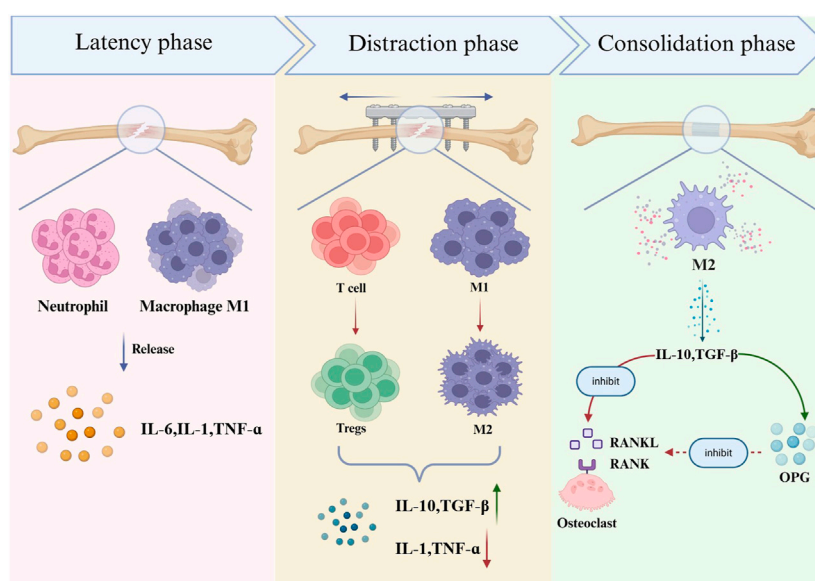 Latency phase
Distraction phase
Consolidation phase
Neutrophil
Macrophage M1
Release
IL-6,IL-1,TNF-α
T cell
M1
Tregs
M2
IL-10,TGF-β
IL-1,TNF-α
M2
IL-10,TGF-β
inhibit
RANKL
RANK
inhibit
OPG
Osteoclast